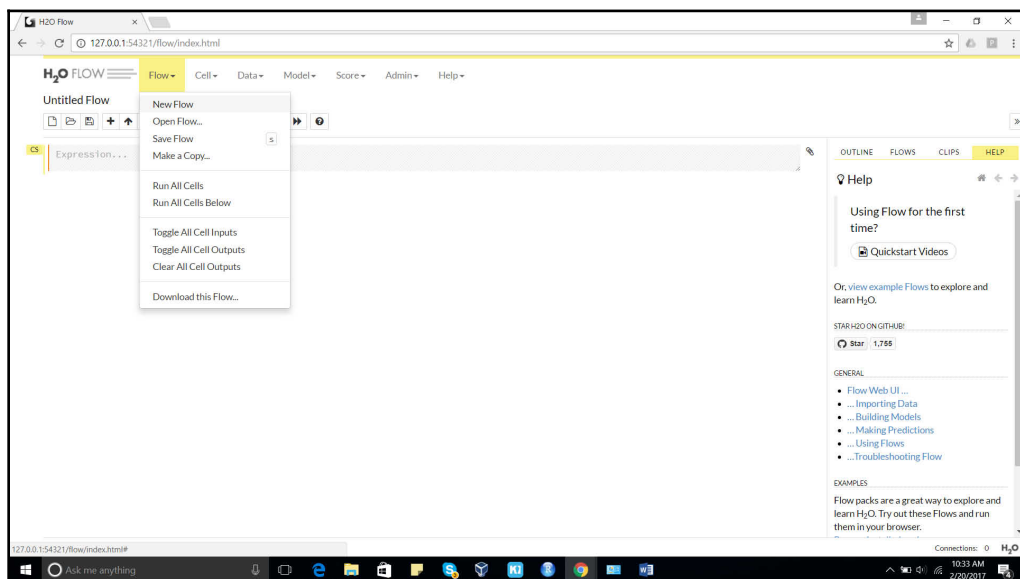 H2O Flow
127.0.0.1:54321/flow/index.html
H2O FLOW Flow Cell Data Model Score Admin Help
Untitled Flow
New Flow
Open Flow...
Save Flow s
Make a Copy...
Run All Cells
Run All Cells Below
Toggle All Cell Inputs
Toggle All Cell Outputs
Clear All Cell Outputs
Download this Flow...
CS
Expression...
OUTLINE FLOWS CLIPS HELP
Help
Using Flow for the first
time?
Quickstart Videos
Or, view example Flows to explore and
learn H2O.
STAR H2O ON GITHUB!
Star 1,755
GENERAL
Flow Web UI ...
... Importing Data
... Building Models
... Making Predictions
... Using Flows
...Troubleshooting Flow
EXAMPLES
Flow packs are a great way to explore and
learn H2O. Try out these Flows and run
them in your browser.
127.0.0.1:54321/flow/index.html#
Connections: 0 H2O
Ask me anything
10:33 AM
2/20/2017